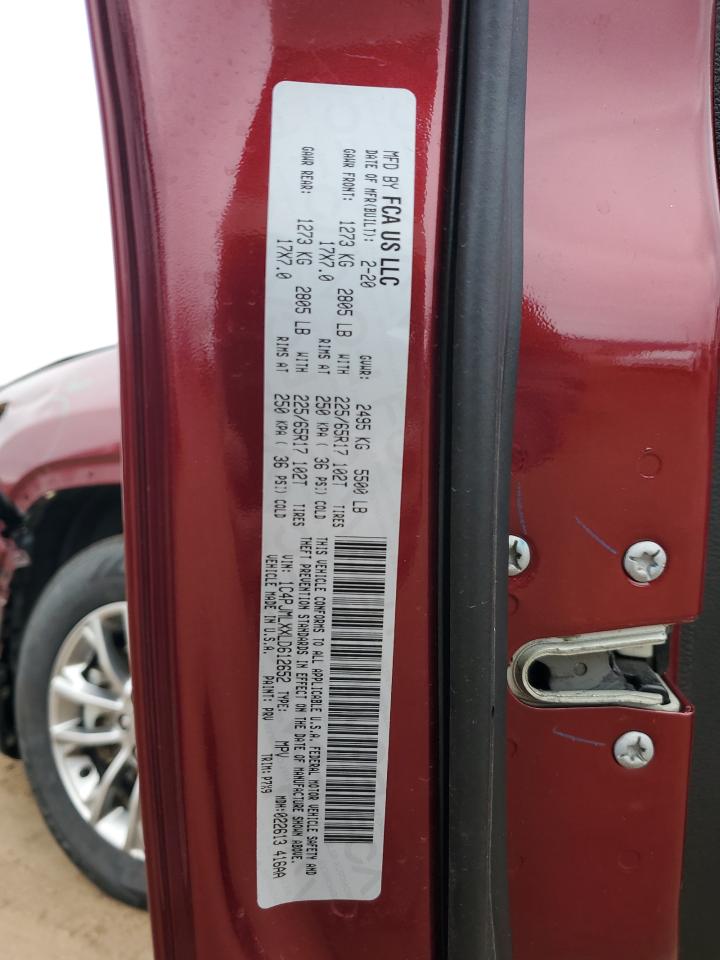 MFD BY FCA US LLC
DATE OF MFR(BUILT): 2-20 GVWR: 2495 KG 5500 LB
GAWR FRONT: 1273 KG 2805 LB WITH 225/65R17 102T TIRES
17X7.0 RIMS AT 250 KPA ( 36 PSI) COLD
GAWR REAR: 1273 KG 2805 LB WITH 225/65R17 102T TIRES
17X7.0 RIMS AT 250 KPA ( 36 PSI) COLD
THIS VEHICLE CONFORMS TO ALL APPLICABLE U.S.A. FEDERAL MOTOR VEHICLE SAFETY AND
THEFT PREVENTION STANDARDS IN EFFECT ON THE DATE OF MANUFACTURE SHOWN ABOVE.
VIN: 1C4PJMLXXLD612652 TYPE: MPV MDH:022613 416AA
VEHICLE MADE IN U.S.A. PAINT: PRV TRIM: P7X9